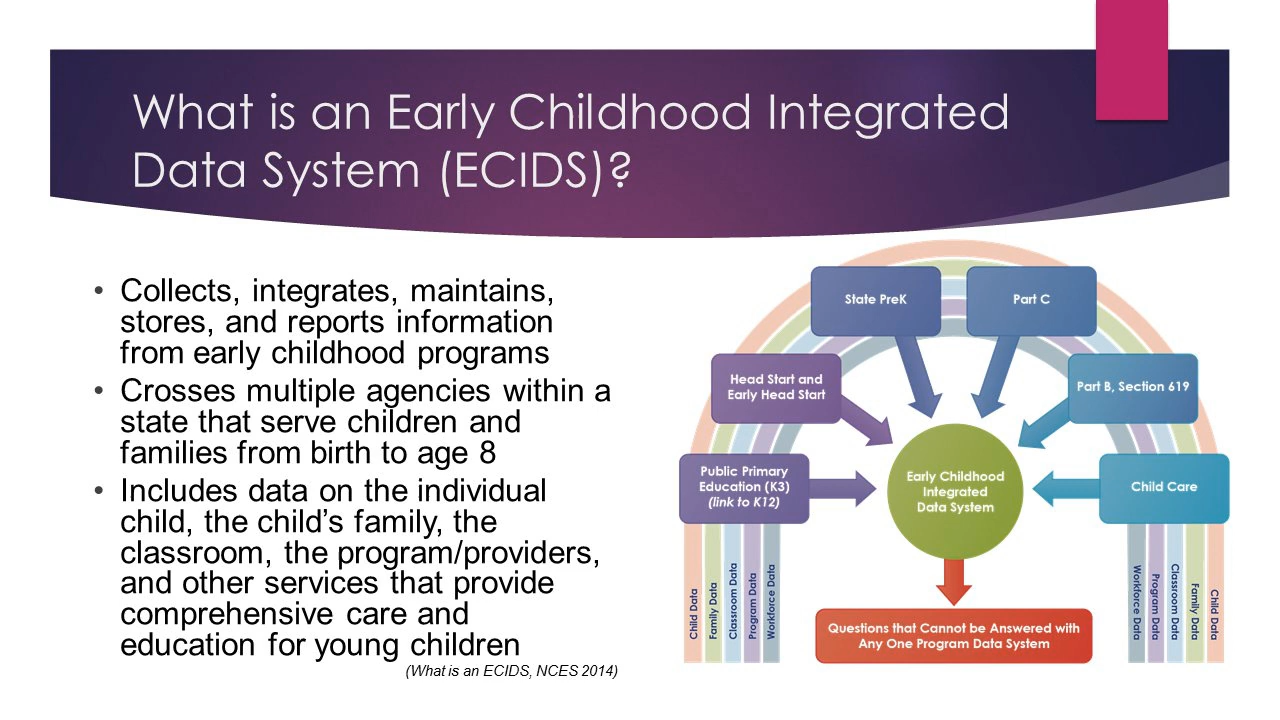 What is an Early Childhood Integrated
Data System (ECIDS)?
• Collects, integrates, maintains,
stores, and reports information
from early childhood programs
• Crosses multiple agencies within a
state that serve children and
families from birth to age 8
• Includes data on the individual
child, the child’s family, the
classroom, the program/providers,
and other services that provide
comprehensive care and
education for young children
(What is an ECIDS, NCES 2014)
State PreK
Part C
Head Start and
Early Head Start
Part B, Section 619
Public Primary
Education (K3)
(link to K12)
Early Childhood
Integrated
Data System
Child Care
Child Data
Family Data
Classroom Data
Program Data
Workforce Data
Workforce Data
Program Data
Classroom Data
Family Data
Child Data
Questions that Cannot be Answered with
Any One Program Data System